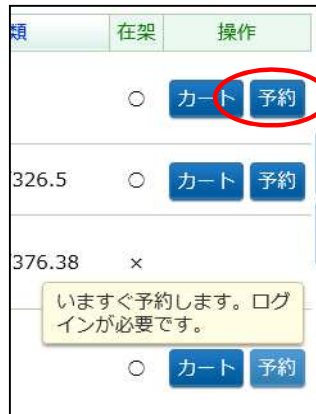 類 在架 操作
○ カート 予約
326.5 ○ カート 予約
376.38 ×
いますぐ予約します。ログ
インが必要です。
○ カート 予約